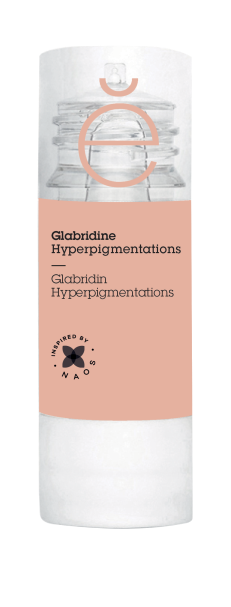 ĕ
Glabridine
Hyperpigmentations
Glabridin
Hyperpigmentations
INSPIRED BY
NAOS